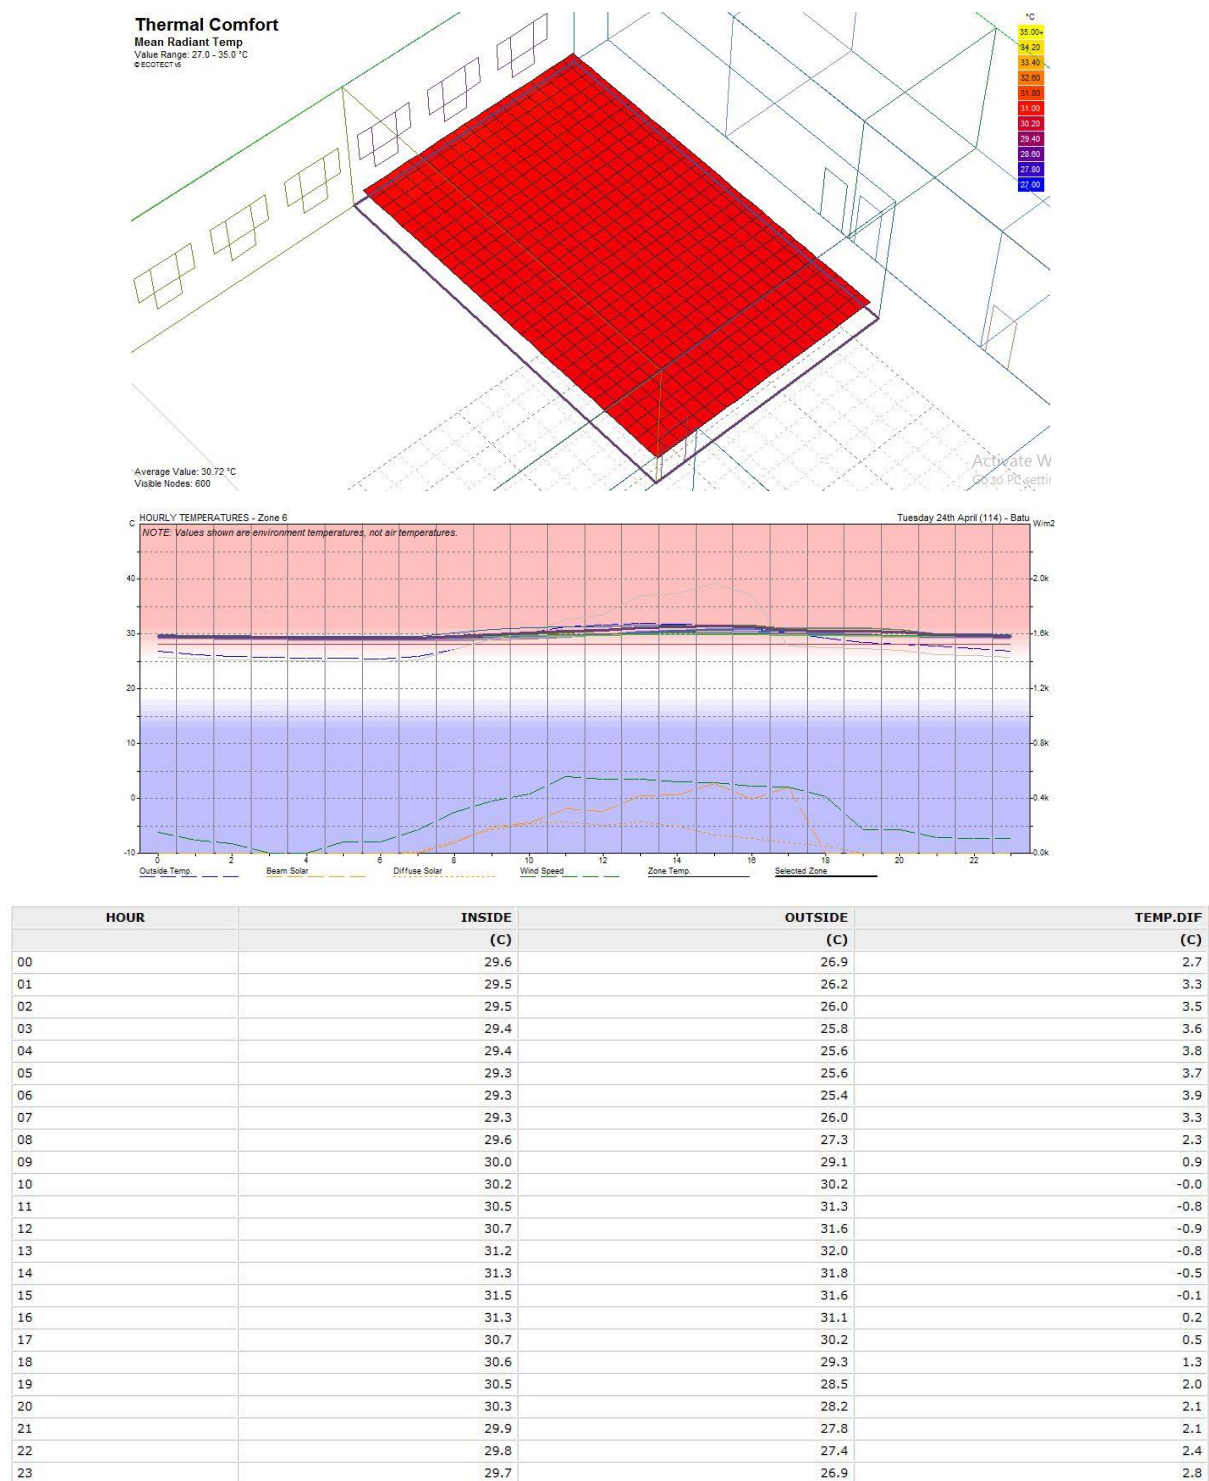 Thermal Comfort
Mean Radiant Temp
Value Range: 27.0 - 35.0 °C
© ECOTECT v5
°C
35.00+
34.20
33.40
32.60
31.80
31.00
30.20
29.40
28.60
27.80
27.00
Average Value: 30.72 °C
Visible Nodes: 600
Activate W
Go to PC settin
HOURLY TEMPERATURES - Zone 6
Tuesday 24th April (114) - Batu
C
W/m2
NOTE: Values shown are environment temperatures, not air temperatures.
40
2.0k
30
1.6k
20
1.2k
10
0.8k
0
0.4k
-10
0.0k
0 2 4 6 8 10 12 14 16 18 20 22
Outside Temp. Beam Solar Diffuse Solar Wind Speed Zone Temp. Selected Zone
HOUR INSIDE OUTSIDE TEMP.DIF
(C) (C) (C)
00 29.6 26.9 2.7
01 29.5 26.2 3.3
02 29.5 26.0 3.5
03 29.4 25.8 3.6
04 29.4 25.6 3.8
05 29.3 25.6 3.7
06 29.3 25.4 3.9
07 29.3 26.0 3.3
08 29.6 27.3 2.3
09 30.0 29.1 0.9
10 30.2 30.2 -0.0
11 30.5 31.3 -0.8
12 30.7 31.6 -0.9
13 31.2 32.0 -0.8
14 31.3 31.8 -0.5
15 31.5 31.6 -0.1
16 31.3 31.1 0.2
17 30.7 30.2 0.5
18 30.6 29.3 1.3
19 30.5 28.5 2.0
20 30.3 28.2 2.1
21 29.9 27.8 2.1
22 29.8 27.4 2.4
23 29.7 26.9 2.8